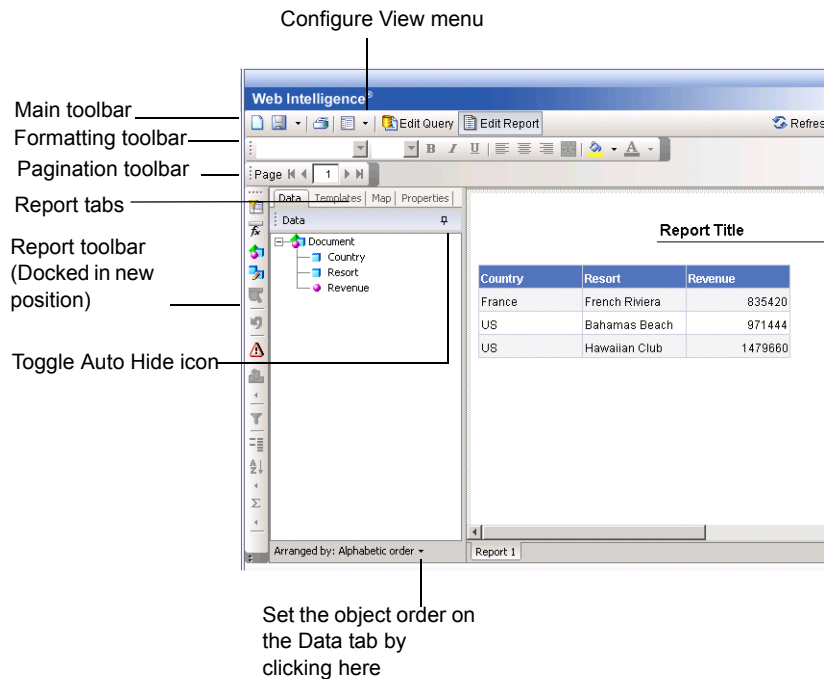 Configure View menu
Web Intelligence®
Main toolbar
Edit Query
Edit Report
Refres
Formatting toolbar
B I U A
Pagination toolbar
Page 1
Report tabs
Data Templates Map Properties
Data
Report toolbar
(Docked in new
position)
Document
Country
Resort
Revenue
Report Title
Country Resort Revenue
France French Riviera 835420
US Bahamas Beach 971444
US Hawaiian Club 1479660
Toggle Auto Hide icon
Arranged by: Alphabetic order
Report 1
Set the object order on
the Data tab by
clicking here